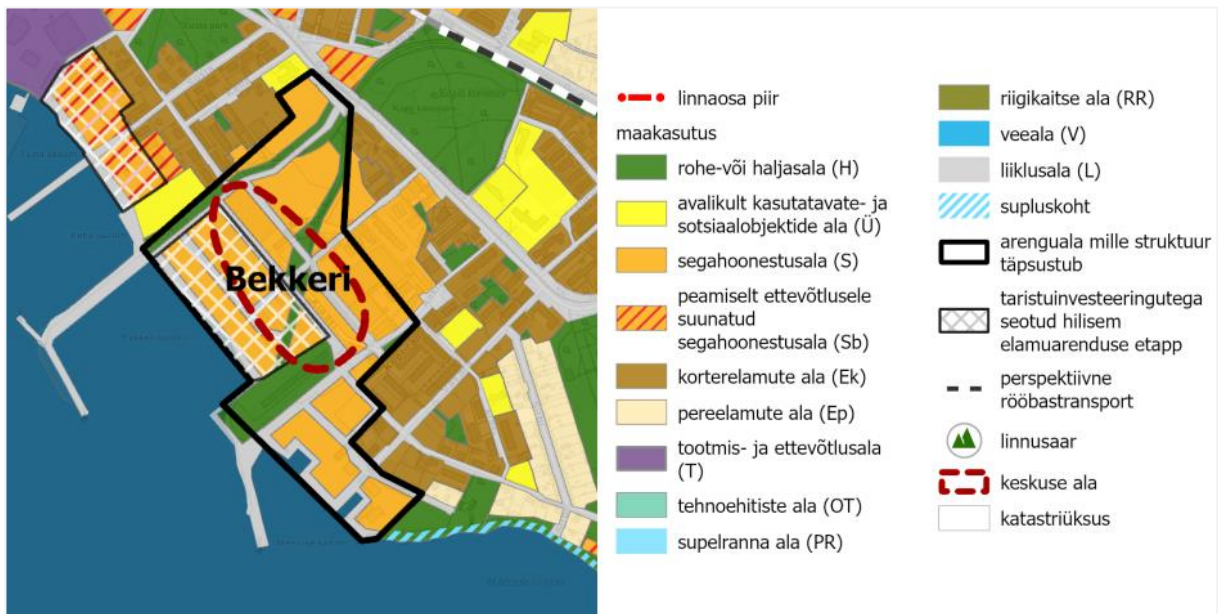 Bekkeri
linnaosa piir
maakasutus
rohe-või haljasala (H)
avalikult kasutatavate- ja
sotsiaalobjektide ala (Ü)
segahoonestusala (S)
peamiselt ettevõtlusele
suunatud
segahoonestusala (Sb)
korterelamute ala (Ek)
pereelamute ala (Ep)
tootmis- ja ettevõtlusala
(T)
tehnoehitiste ala (OT)
supelranna ala (PR)
riigikaitse ala (RR)
veeala (V)
liiklusala (L)
supluskoht
arenguala mille struktuur
täpsustub
taristuinvesteeringutega
seotud hilisem
elamuarenduse etapp
perspektiivne
rööbastransport
linnusaar
keskuse ala
katastriüksus